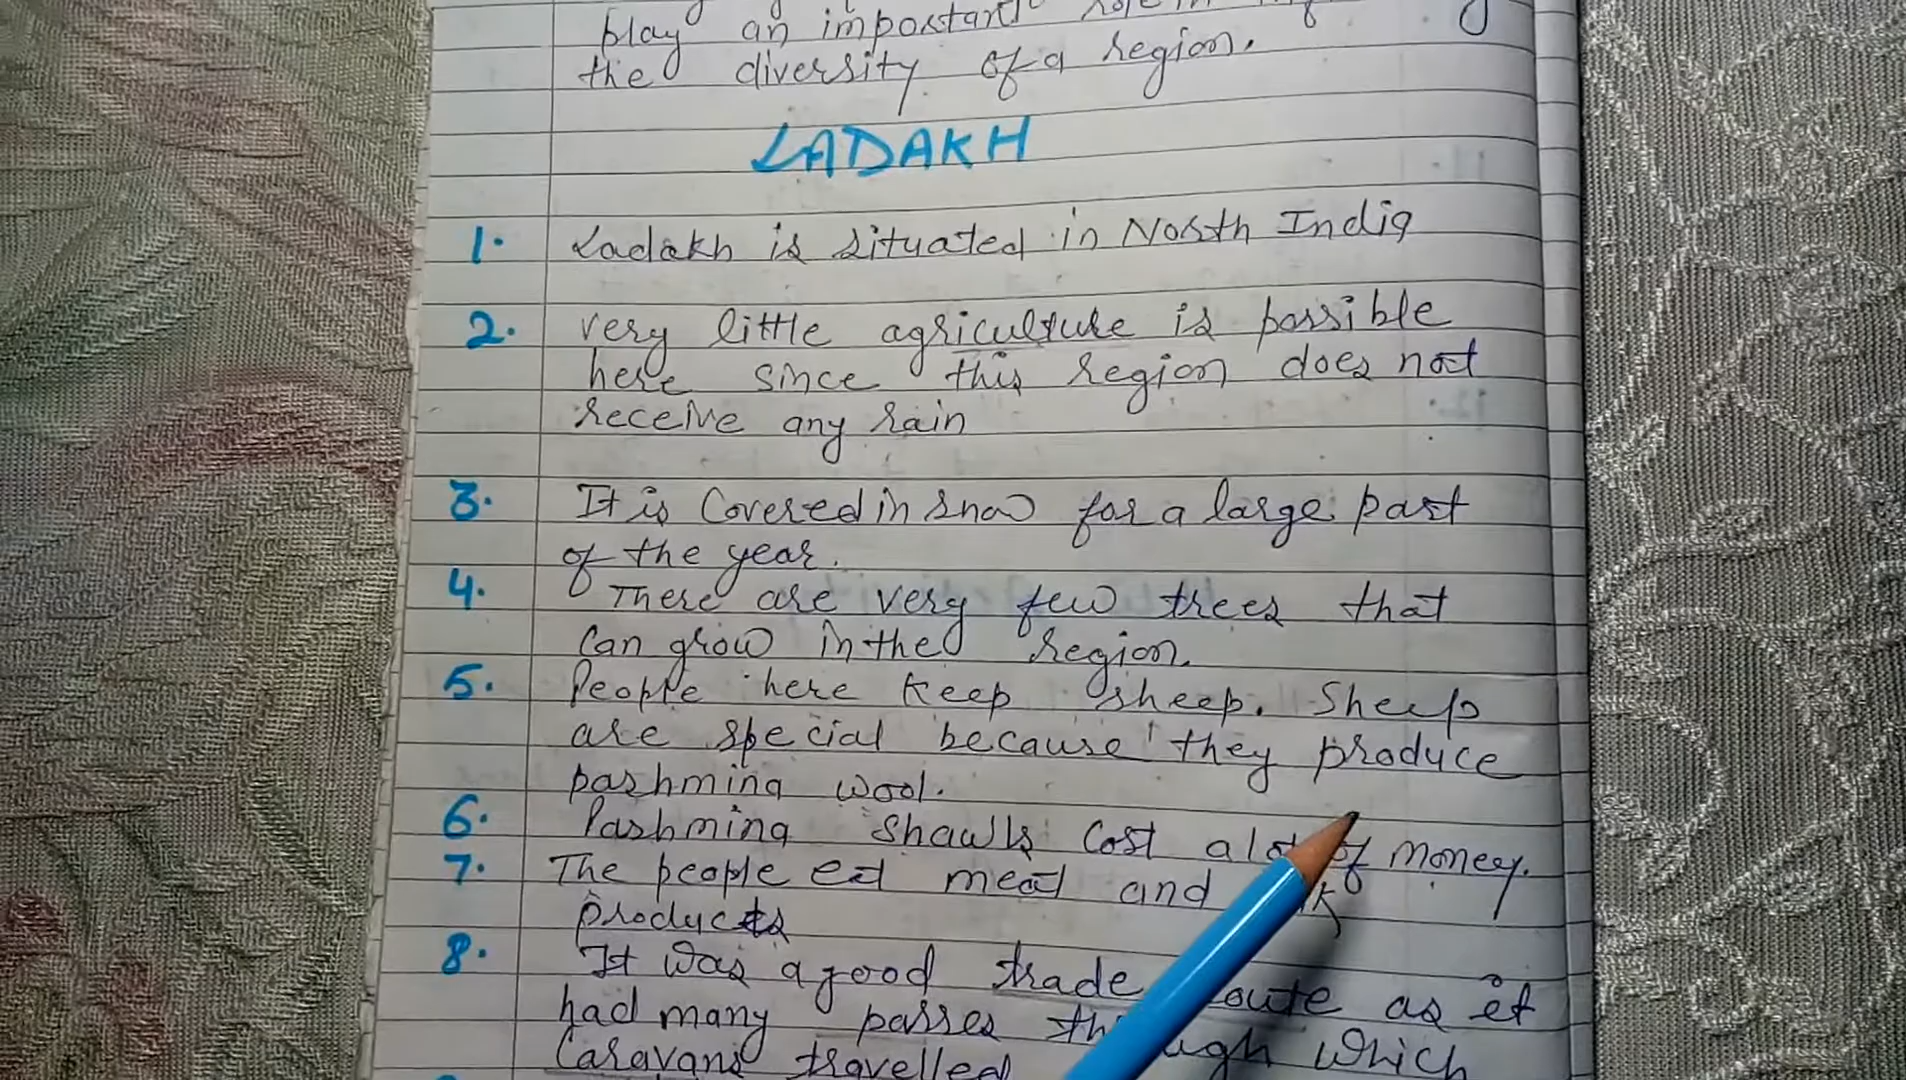 play an important role in
the diversity of a region.
LADAKH
1. Ladakh is situated in North India
2. very little agriculture is possible
here since this region does not
receive any rain
3. It is Covered in snow for a large part
of the year.
4. There are very few trees that
can grow in the region.
5. People here keep sheep. Sheep
are special because they produce
pashmina wool.
6. Pashmina shawls cost a lot of money.
7. The people eat meat and
products
8. It was a good trade route as it
had many passes through which
Caravans travelled